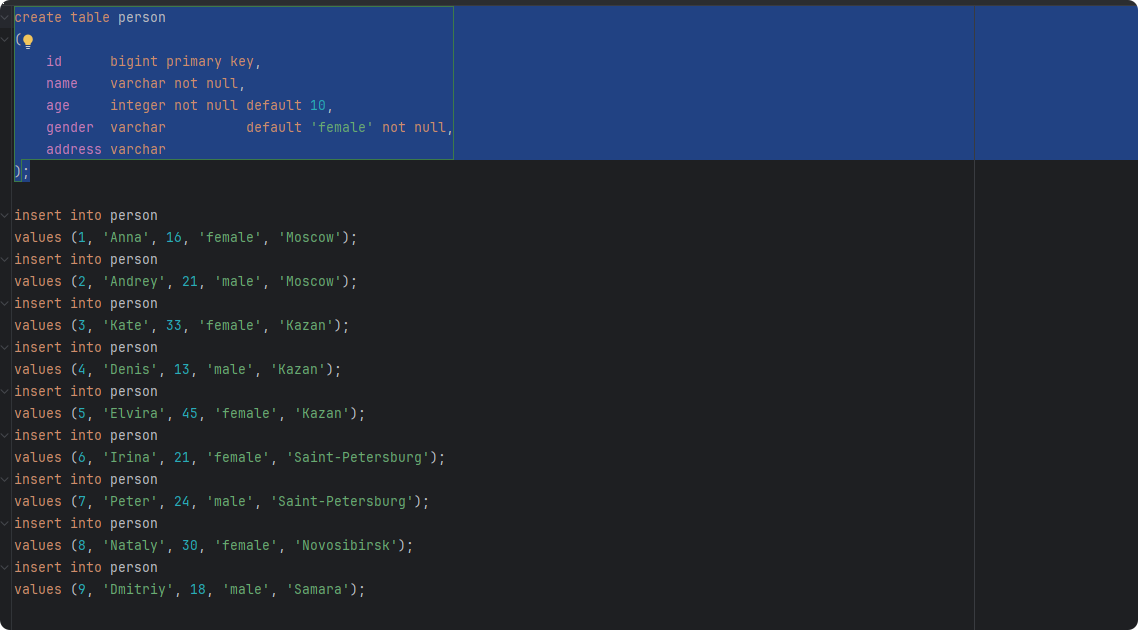 create table person
(
    id      bigint primary key,
    name    varchar not null,
    age     integer not null default 10,
    gender  varchar          default 'female' not null,
    address varchar
);
insert into person
values (1, 'Anna', 16, 'female', 'Moscow');
insert into person
values (2, 'Andrey', 21, 'male', 'Moscow');
insert into person
values (3, 'Kate', 33, 'female', 'Kazan');
insert into person
values (4, 'Denis', 13, 'male', 'Kazan');
insert into person
values (5, 'Elvira', 45, 'female', 'Kazan');
insert into person
values (6, 'Irina', 21, 'female', 'Saint-Petersburg');
insert into person
values (7, 'Peter', 24, 'male', 'Saint-Petersburg');
insert into person
values (8, 'Nataly', 30, 'female', 'Novosibirsk');
insert into person
values (9, 'Dmitriy', 18, 'male', 'Samara');